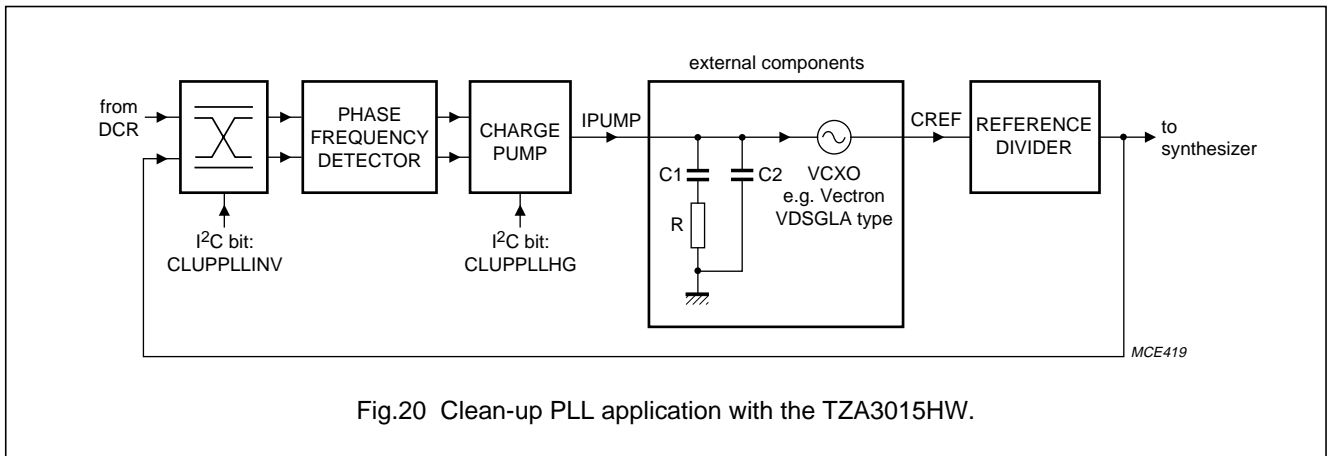 external components
from
DCR
PHASE
FREQUENCY
DETECTOR
CHARGE
PUMP
IPUMP
C1
C2
R
VCXO
e.g. Vectron
VDSGLA type
CREF
REFERENCE
DIVIDER
to
synthesizer
I2C bit:
CLUPPLLINV
I2C bit:
CLUPPLLHG
MCE419
Fig.20 Clean-up PLL application with the TZA3015HW.